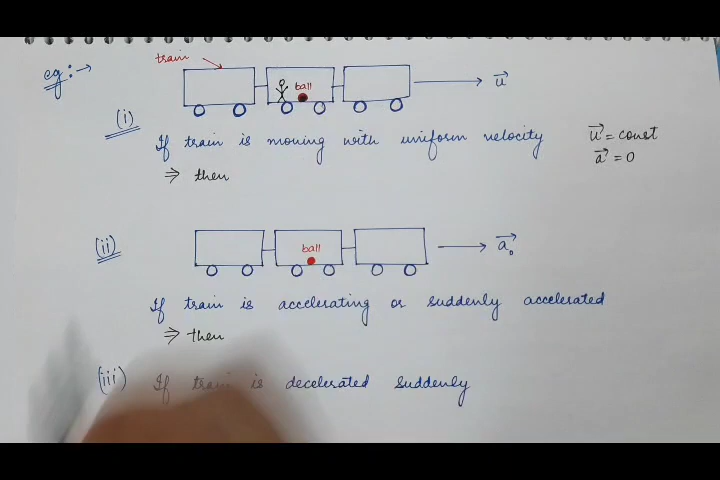 eg:→
train
ball
u⃗
(i)
If train is moving with uniform velocity
u⃗ = const
a⃗ = 0
⇒ then
(ii)
ball
a⃗₀
If train is accelerating or suddenly accelerated
⇒ then
(iii) If train is decelerated suddenly